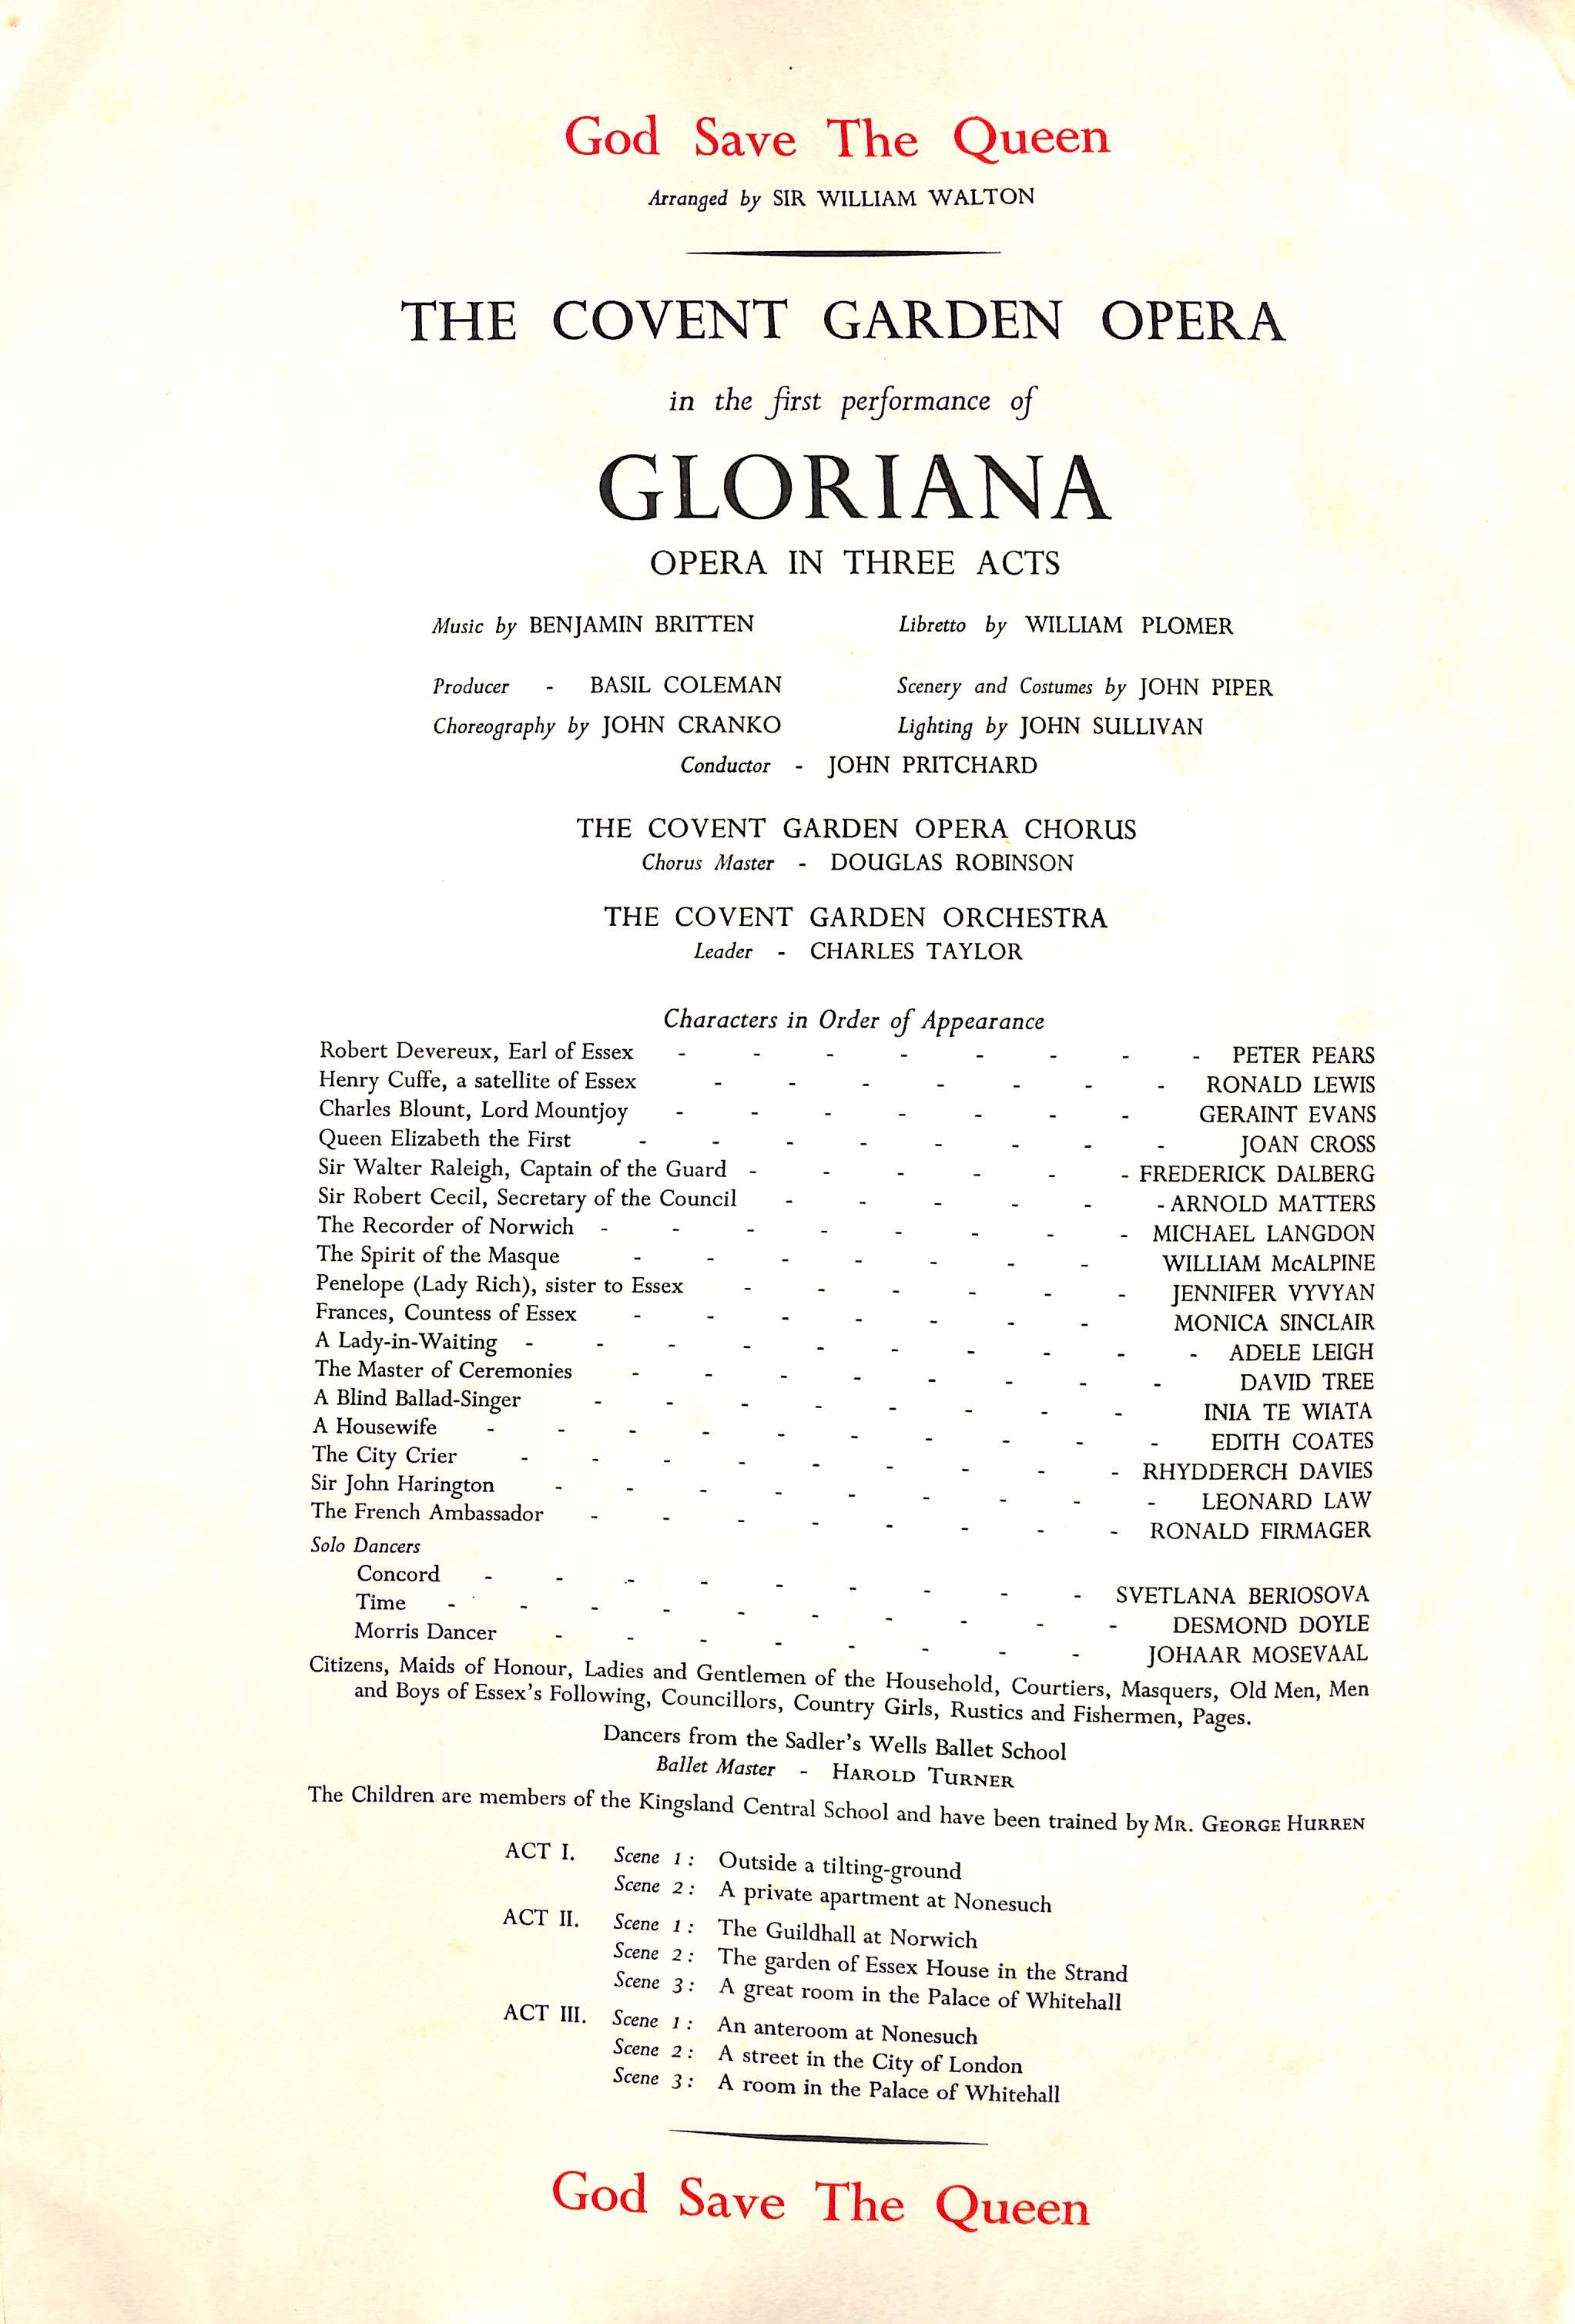 God Save The Queen
Arranged by SIR WILLIAM WALTON
THE COVENT GARDEN OPERA
in the first performance of
GLORIANA
OPERA IN THREE ACTS
Music by BENJAMIN BRITTEN Libretto by WILLIAM PLOMER
Producer - BASIL COLEMAN Scenery and Costumes by JOHN PIPER
Choreography by JOHN CRANKO Lighting by JOHN SULLIVAN
Conductor - JOHN PRITCHARD
THE COVENT GARDEN OPERA CHORUS
Chorus Master - DOUGLAS ROBINSON
THE COVENT GARDEN ORCHESTRA
Leader - CHARLES TAYLOR
Characters in Order of Appearance
Robert Devereux, Earl of Essex - - - - - - - - PETER PEARS
Henry Cuffe, a satellite of Essex - - - - - - - RONALD LEWIS
Charles Blount, Lord Mountjoy - - - - - - - GERAINT EVANS
Queen Elizabeth the First - - - - - - - - JOAN CROSS
Sir Walter Raleigh, Captain of the Guard - - - - - - FREDERICK DALBERG
Sir Robert Cecil, Secretary of the Council - - - - - - ARNOLD MATTERS
The Recorder of Norwich - - - - - - - - MICHAEL LANGDON
The Spirit of the Masque - - - - - - - WILLIAM McALPINE
Penelope (Lady Rich), sister to Essex - - - - - - JENNIFER VYVYAN
Frances, Countess of Essex - - - - - - - MONICA SINCLAIR
A Lady-in-Waiting - - - - - - - - - - ADELE LEIGH
The Master of Ceremonies - - - - - - - - DAVID TREE
A Blind Ballad-Singer - - - - - - - - INIA TE WIATA
A Housewife - - - - - - - - - - EDITH COATES
The City Crier - - - - - - - - - RHYDDERCH DAVIES
Sir John Harington - - - - - - - - - LEONARD LAW
The French Ambassador - - - - - - - - RONALD FIRMAGER
Solo Dancers
Concord - - - - - - - - - SVETLANA BERIOSOVA
Time - - - - - - - - - - DESMOND DOYLE
Morris Dancer - - - - - - - - JOHAAR MOSEVAAL
Citizens, Maids of Honour, Ladies and Gentlemen of the Household, Courtiers, Masquers, Old Men, Men
and Boys of Essex's Following, Councillors, Country Girls, Rustics and Fishermen, Pages.
Dancers from the Sadler's Wells Ballet School
Ballet Master - HAROLD TURNER
The Children are members of the Kingsland Central School and have been trained by MR. GEORGE HURREN
ACT I. Scene 1: Outside a tilting-ground
Scene 2: A private apartment at Nonesuch
ACT II. Scene 1: The Guildhall at Norwich
Scene 2: The garden of Essex House in the Strand
Scene 3: A great room in the Palace of Whitehall
ACT III. Scene 1: An anteroom at Nonesuch
Scene 2: A street in the City of London
Scene 3: A room in the Palace of Whitehall
God Save The Queen